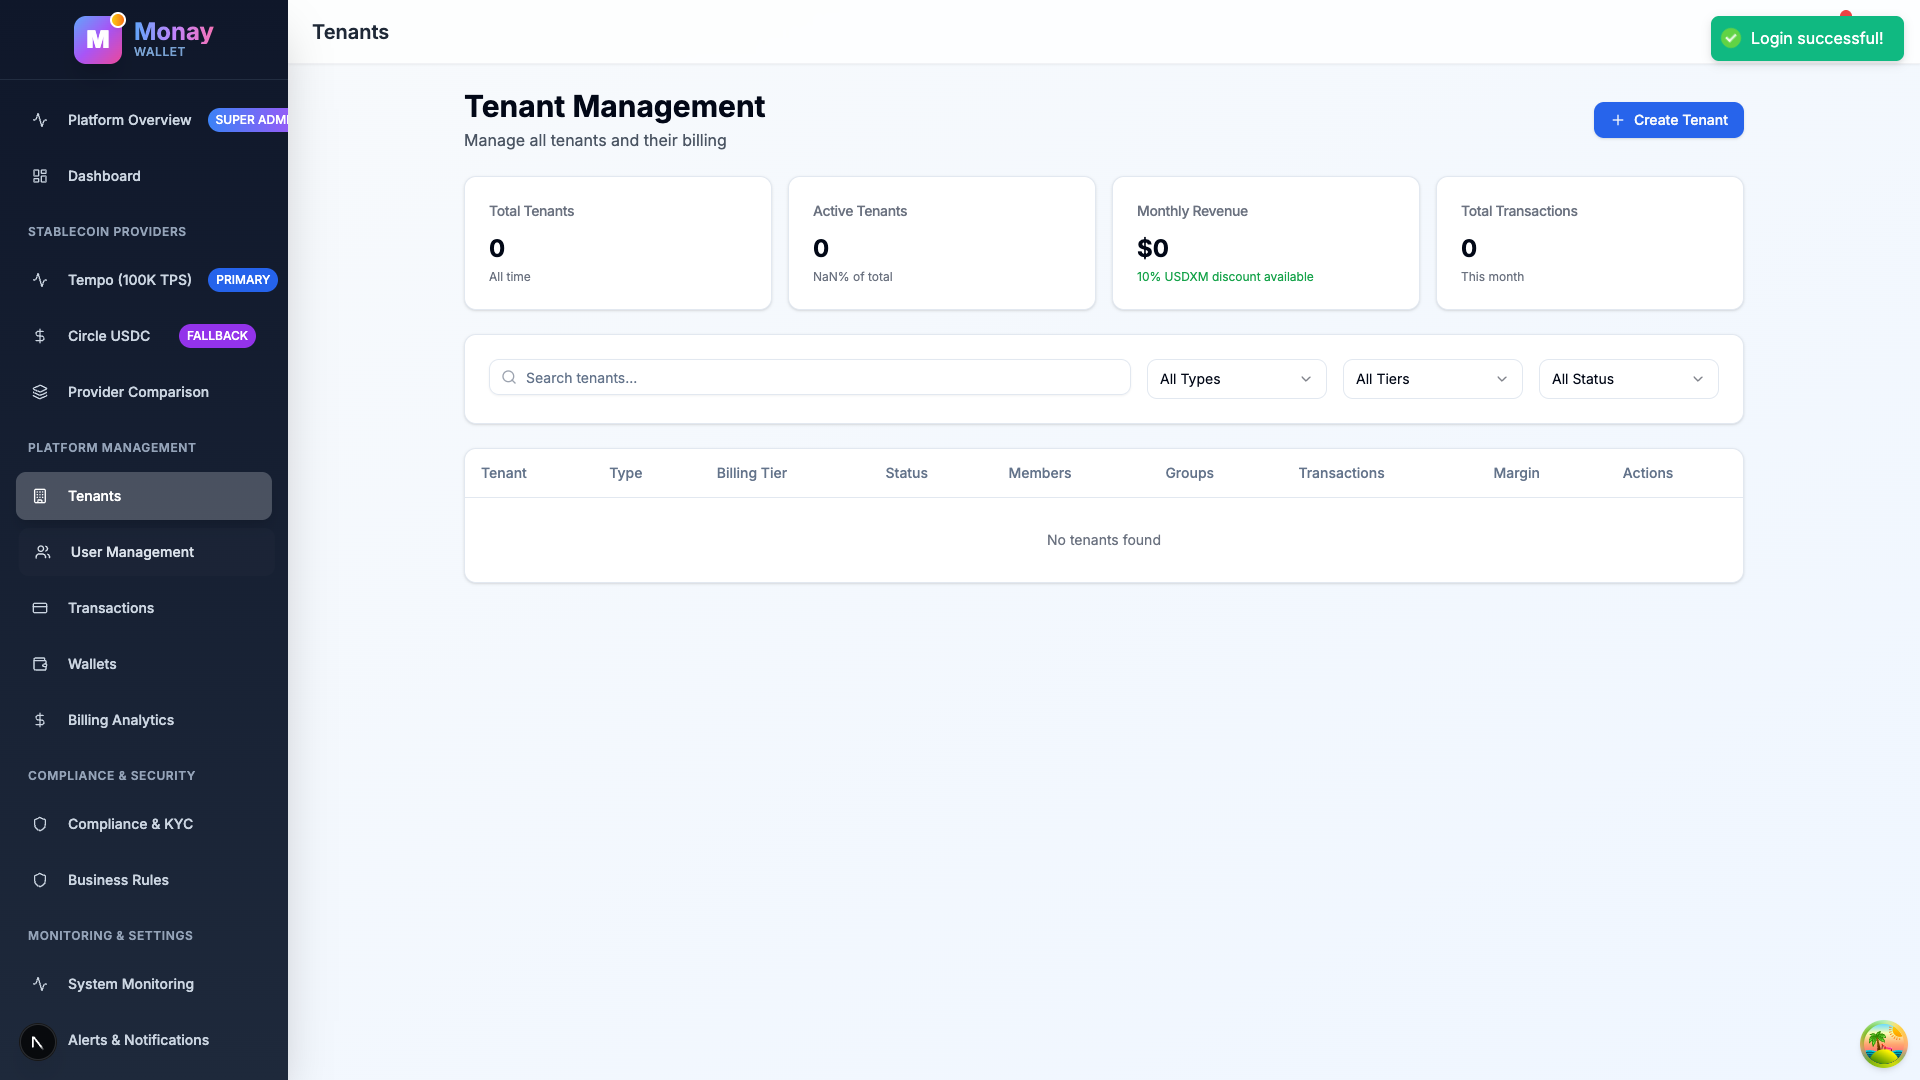 M
Monay
WALLET
Platform Overview
SUPER ADMI
Dashboard
STABLECOIN PROVIDERS
Tempo (100K TPS)
PRIMARY
Circle USDC
FALLBACK
Provider Comparison
PLATFORM MANAGEMENT
Tenants
User Management
Transactions
Wallets
Billing Analytics
COMPLIANCE & SECURITY
Compliance & KYC
Business Rules
MONITORING & SETTINGS
System Monitoring
Alerts & Notifications
Tenants
Login successful!
Tenant Management
Manage all tenants and their billing
Create Tenant
Total Tenants
0
All time
Active Tenants
0
NaN% of total
Monthly Revenue
$0
10% USDXM discount available
Total Transactions
0
This month
Search tenants...
All Types
All Tiers
All Status
Tenant Type Billing Tier Status Members Groups Transactions Margin Actions
No tenants found